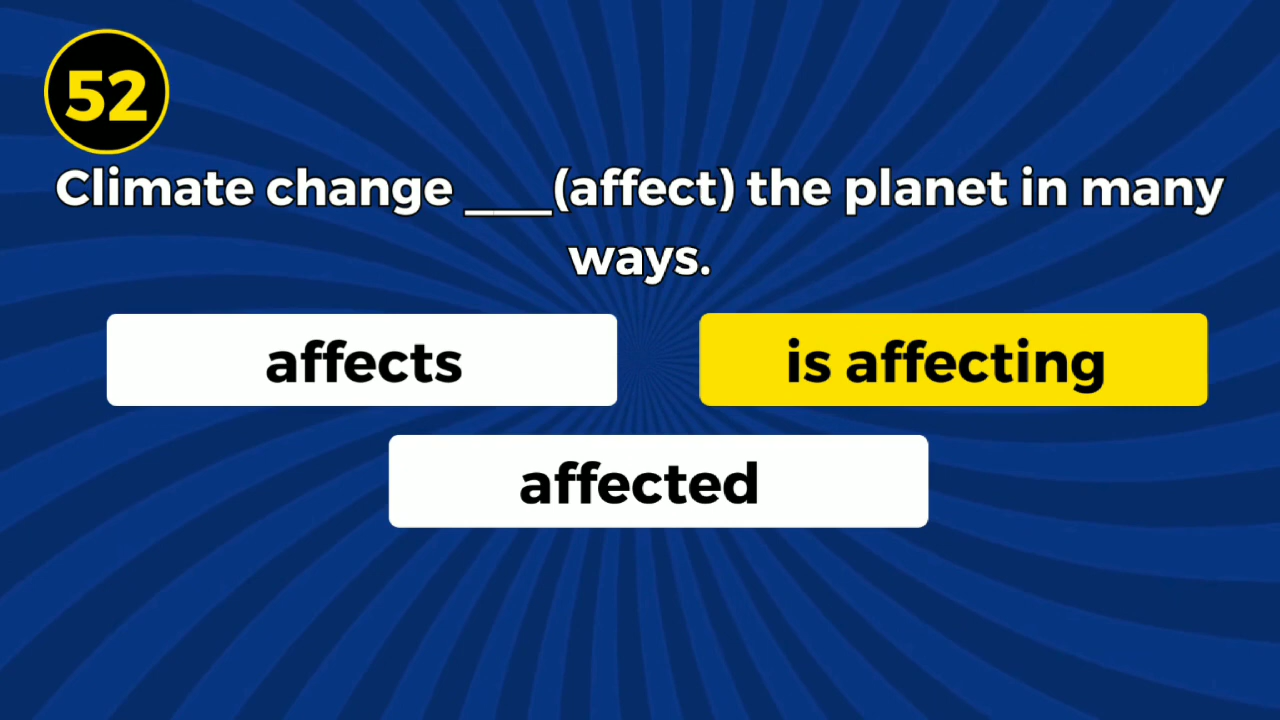 52
Climate change ___(affect) the planet in many
ways.
affects
is affecting
affected